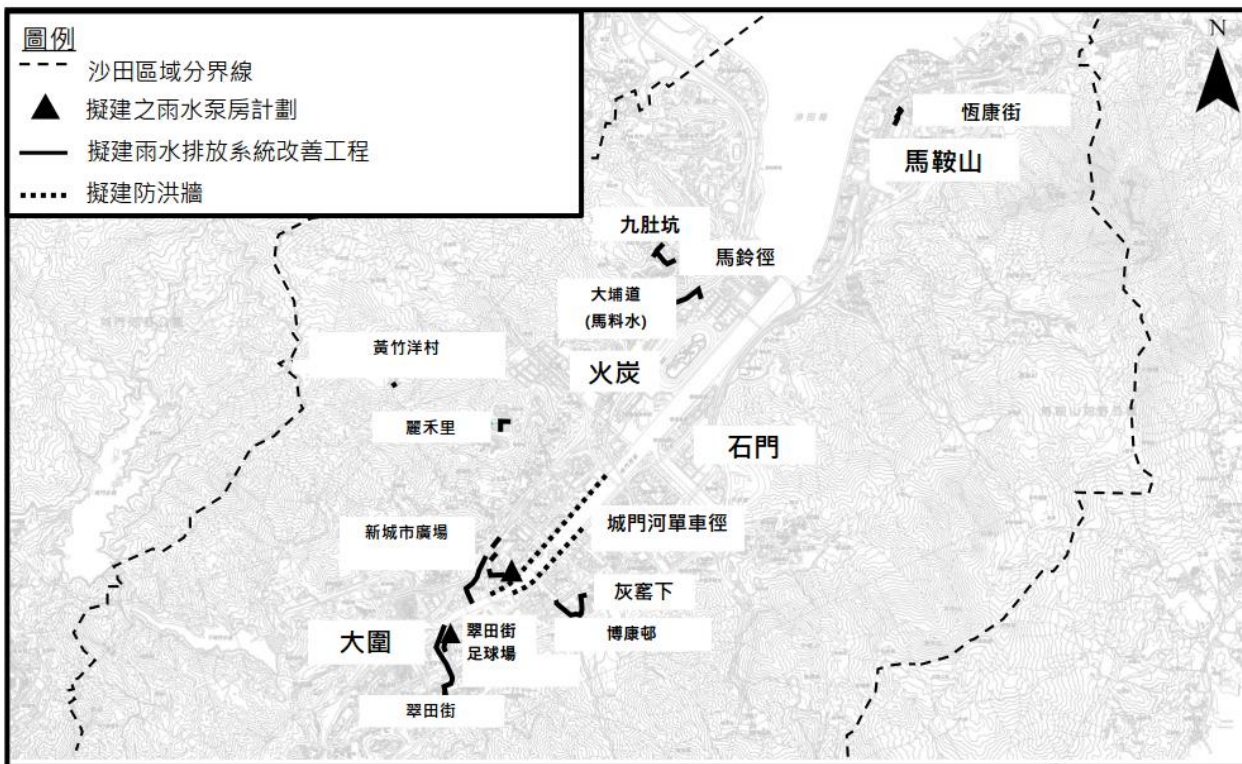 圖例
沙田區域分界線
擬建之雨水泵房計劃
擬建雨水排放系統改善工程
擬建防洪牆
N
恆康街
馬鞍山
九肚坑
馬鈴徑
大埔道
(馬料水)
黃竹洋村
火炭
麗禾里
石門
新城市廣場
城門河單車徑
灰窰下
博康邨
大圍
翠田街
足球場
翠田街